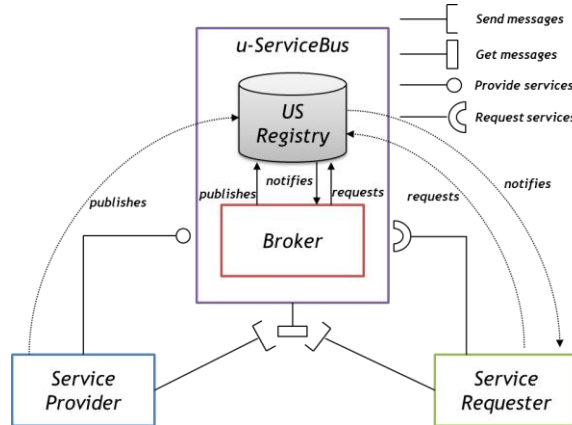 u-ServiceBus
Send messages
Get messages
Provide services
Request services
US
Registry
publishes
notifies
requests
publishes
requests
notifies
Broker
Service
Provider
Service
Requester